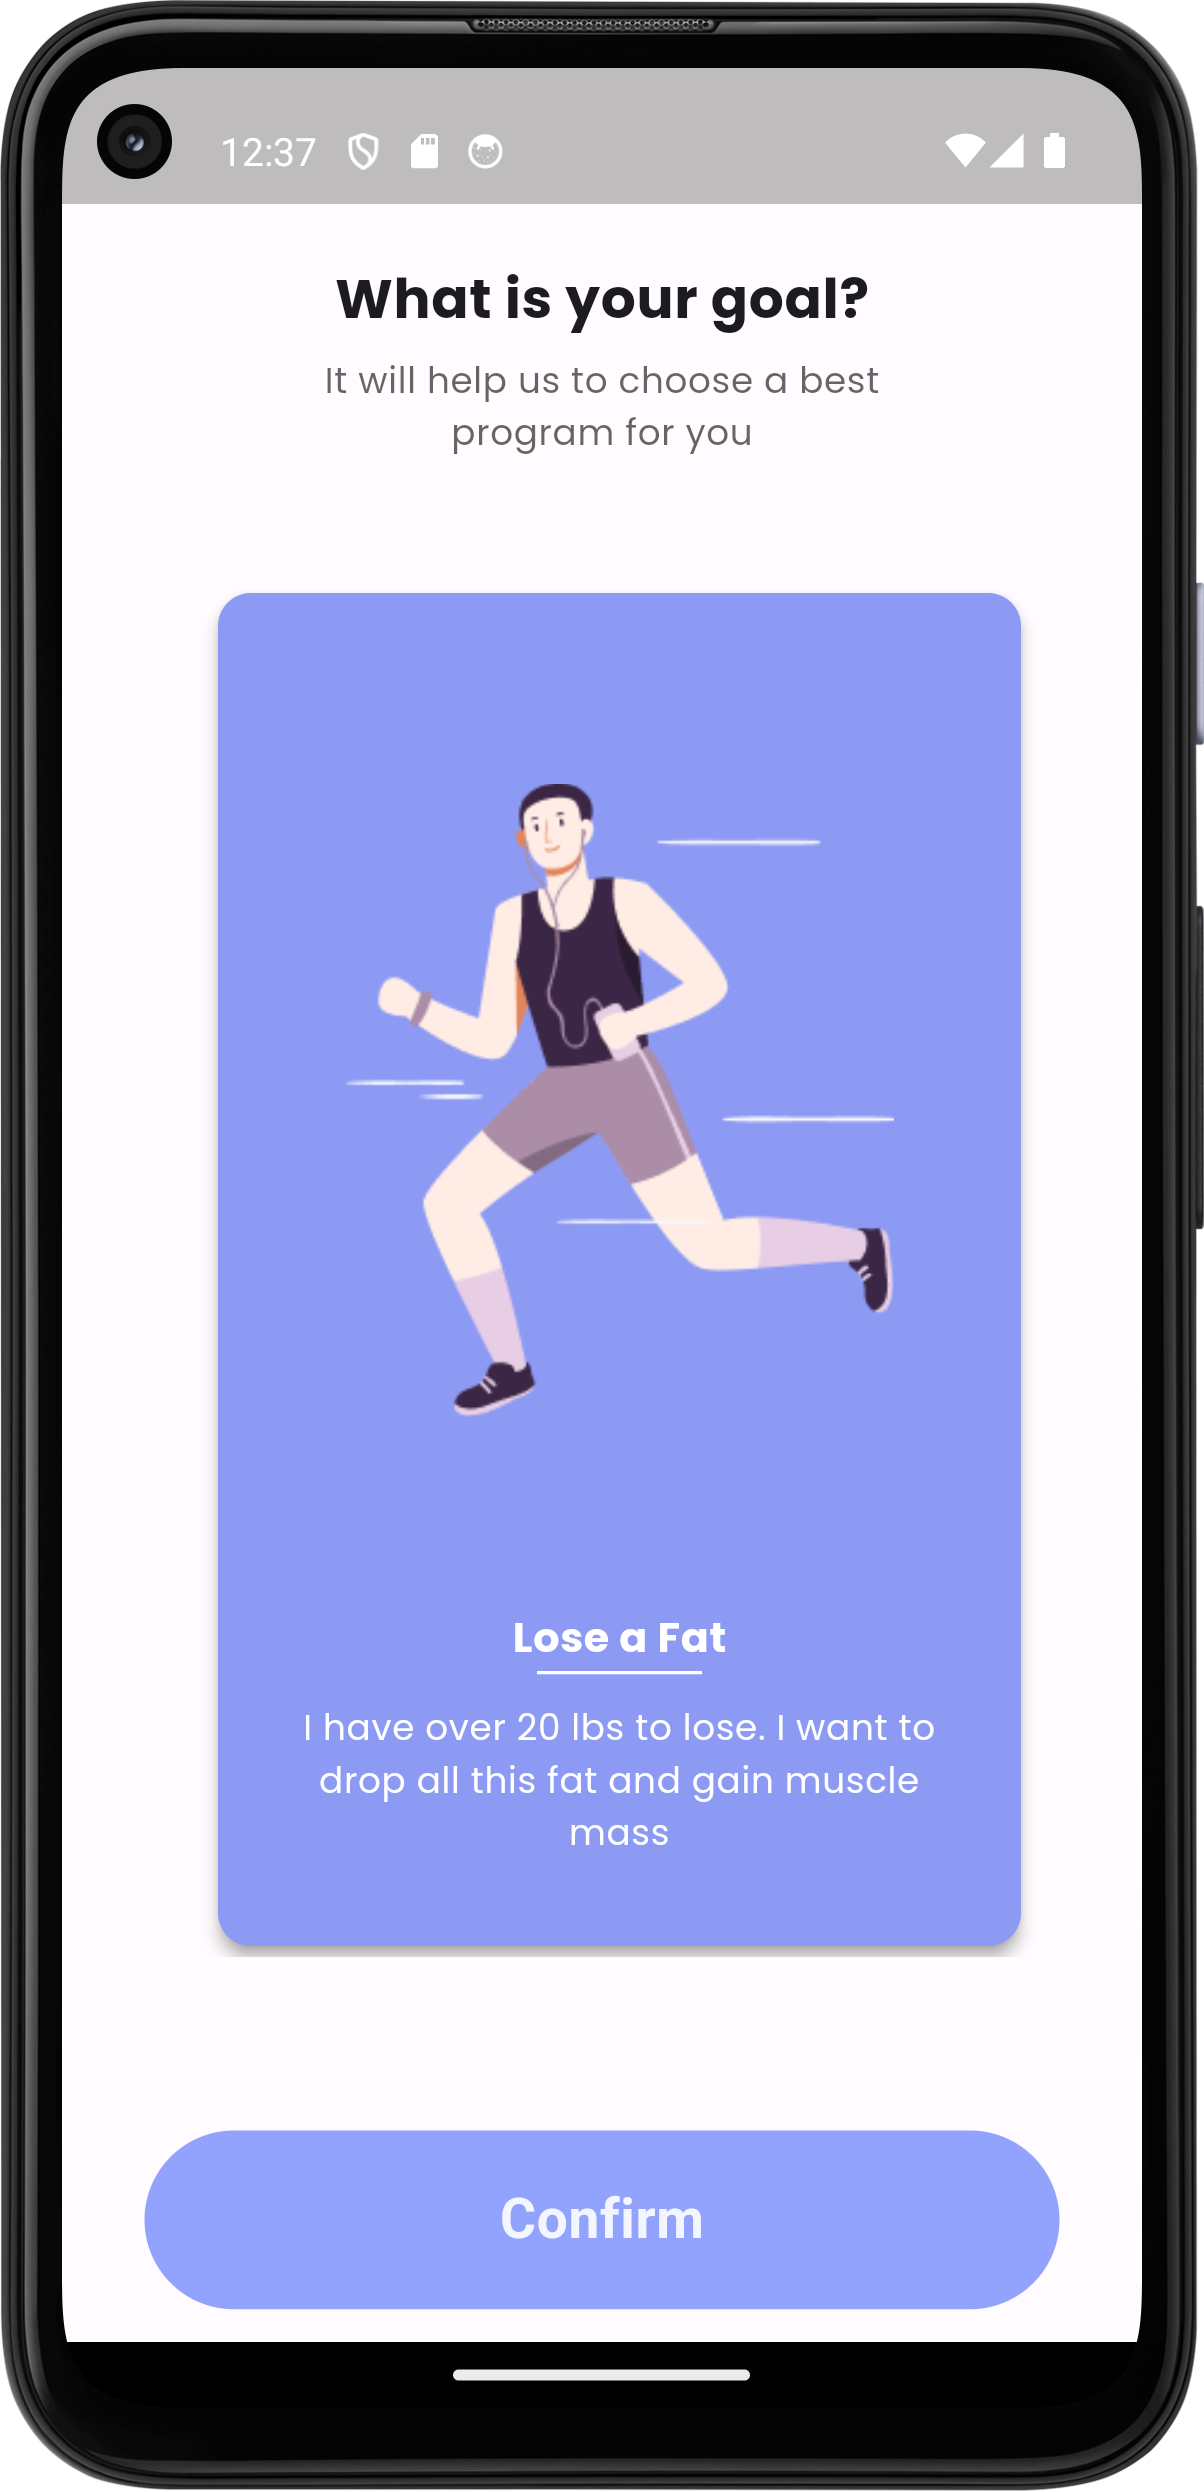 12:37
What is your goal?
It will help us to choose a best
program for you
Lose a Fat
I have over 20 lbs to lose. I want to
drop all this fat and gain muscle
mass
Confirm